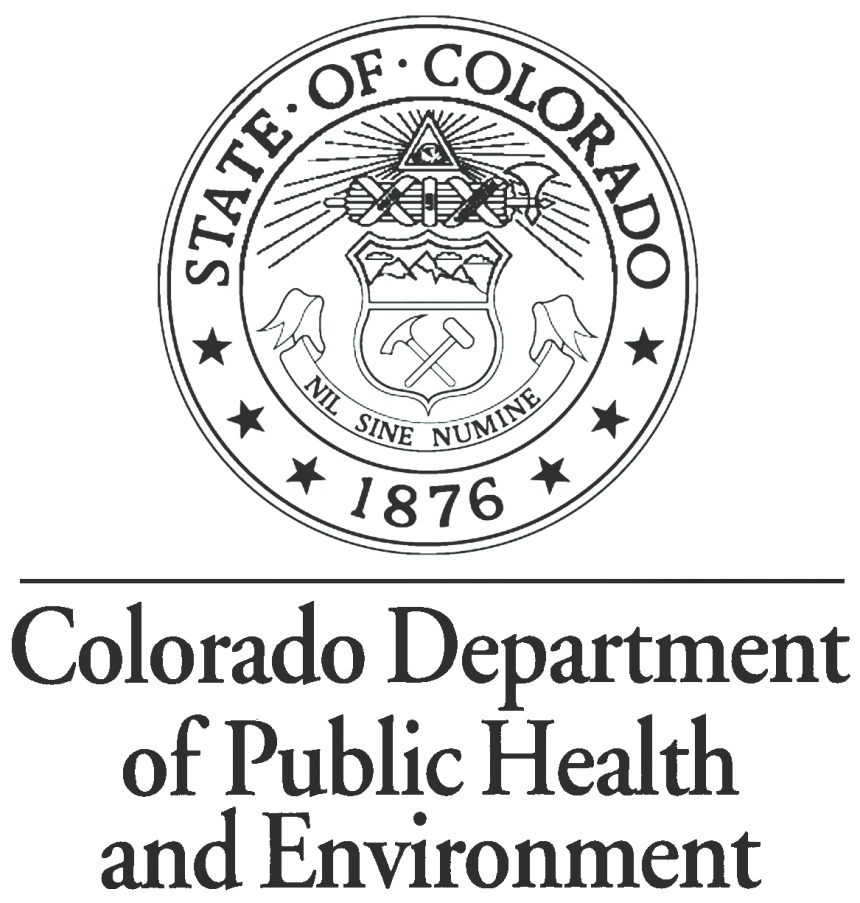 STATE · OF · COLORADO
NIL SINE NUMINE
1876
Colorado Department
of Public Health
and Environment